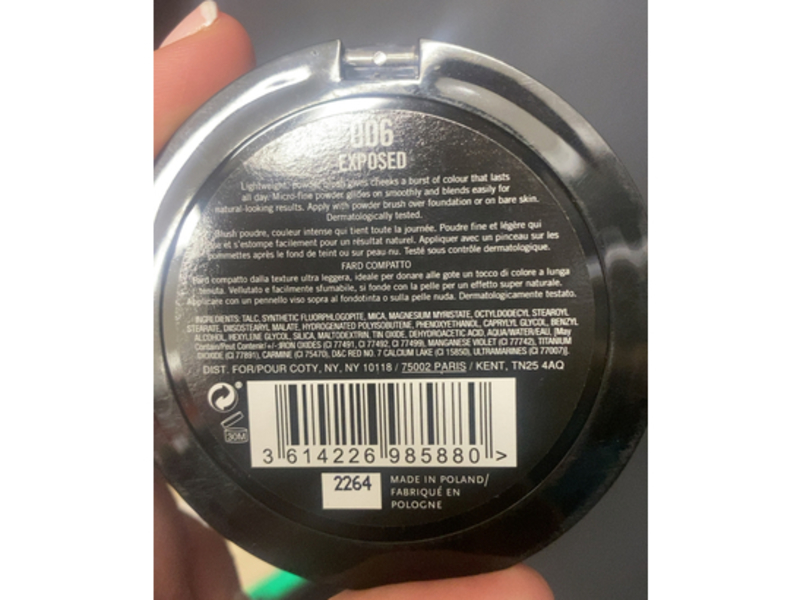 006
EXPOSED
Lightweight, powder blush gives cheeks a burst of colour that lasts
all day. Micro-fine powder glides on smoothly and blends easily for
natural-looking results. Apply with powder brush over foundation or on bare skin.
Dermatologically tested.
Blush poudre, couleur intense qui tient toute la journée. Poudre fine et légère qui
et s'estompe facilement pour un résultat naturel. Appliquer avec un pinceau sur les
pommettes après le fond de teint ou sur peau nu. Testé sous contrôle dermatologique.
FARD COMPATTO
Fard compatto dalla texture ultra leggera, ideale per donare alle gote un tocco di colore a lunga
tenuta. Vellutato e facilmente sfumabile, si fonde con la pelle per un effetto naturale.
Applicare con un pennello viso sopra al fondotinta o sulla pelle nuda. Dermatologicamente testato.
INGREDIENTS: TALC, SYNTHETIC FLUORPHLOGOPITE, MICA, MAGNESIUM MYRISTATE, OCTYLDODECYL STEAROYL
STEARATE, DIISOSTEARYL MALATE, HYDROGENATED POLYISOBUTENE, PHENOXYETHANOL, CAPRYLYL GLYCOL, BENZYL
ALCOHOL, HEXYLENE GLYCOL, SILICA, MALTODEXTRIN, TIN OXIDE, DEHYDROACETIC ACID, AQUA/WATER/EAU, [May
Contain/Peut Contenir/+/-:IRON OXIDES (CI 77491, CI 77492, CI 77499), MANGANESE VIOLET (CI 77742), TITANIUM
DIOXIDE (CI 77891), CARMINE (CI 75470), D&C RED NO. 7 CALCIUM LAKE (CI 15850), ULTRAMARINES (CI 77007)].
DIST. FOR/POUR COTY, NY, NY 10118 / 75002 PARIS / KENT, TN25 4AQ
30M
3 614226 985880 >
2264
MADE IN POLAND/
FABRIQUÉ EN
POLOGNE